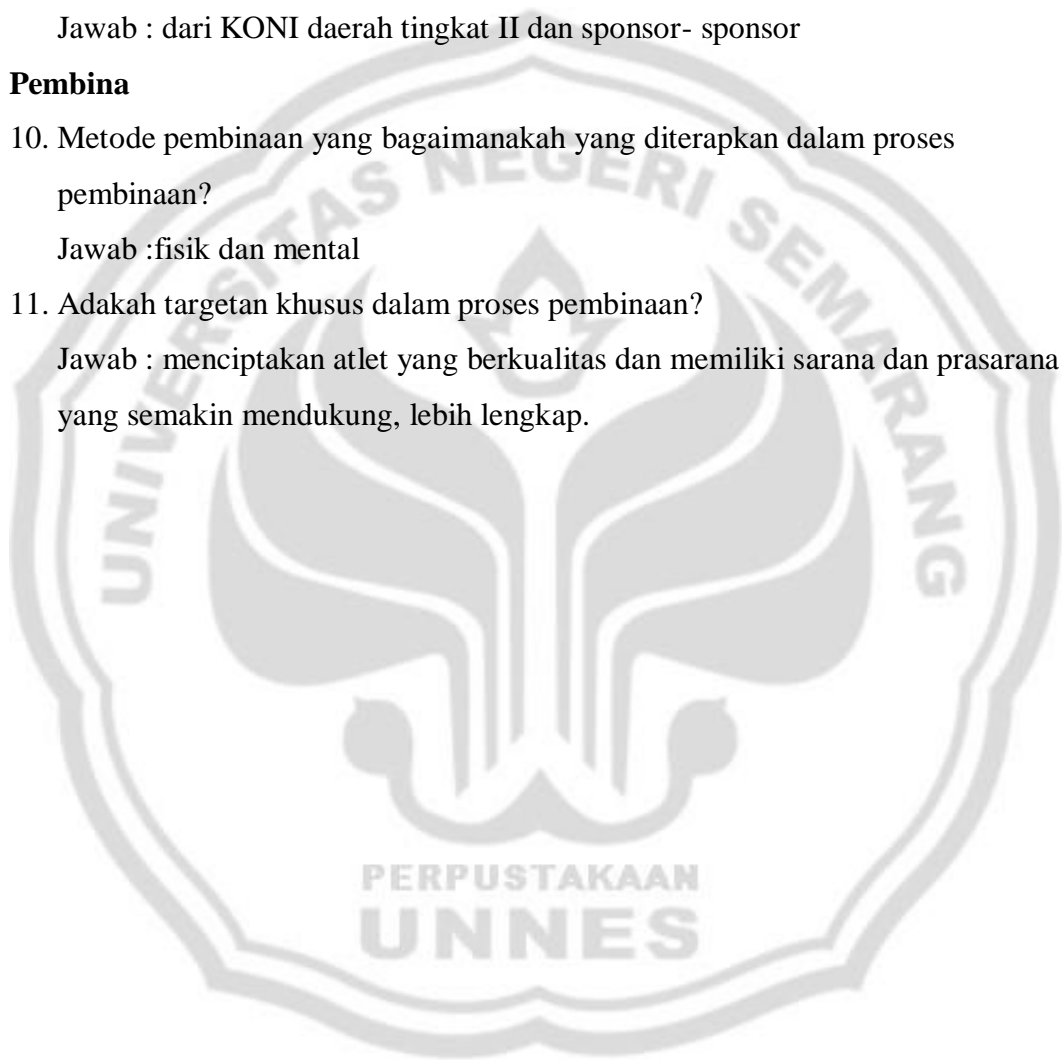 Jawab : dari KONI daerah tingkat II dan sponsor- sponsor
Pembina
10. Metode pembinaan yang bagaimanakah yang diterapkan dalam proses
pembinaan?
Jawab :fisik dan mental
11. Adakah targetan khusus dalam proses pembinaan?
Jawab : menciptakan atlet yang berkualitas dan memiliki sarana dan prasarana
yang semakin mendukung, lebih lengkap.
UNIVERSITAS NEGERI SEMARANG
PERPUSTAKAAN
UNNES